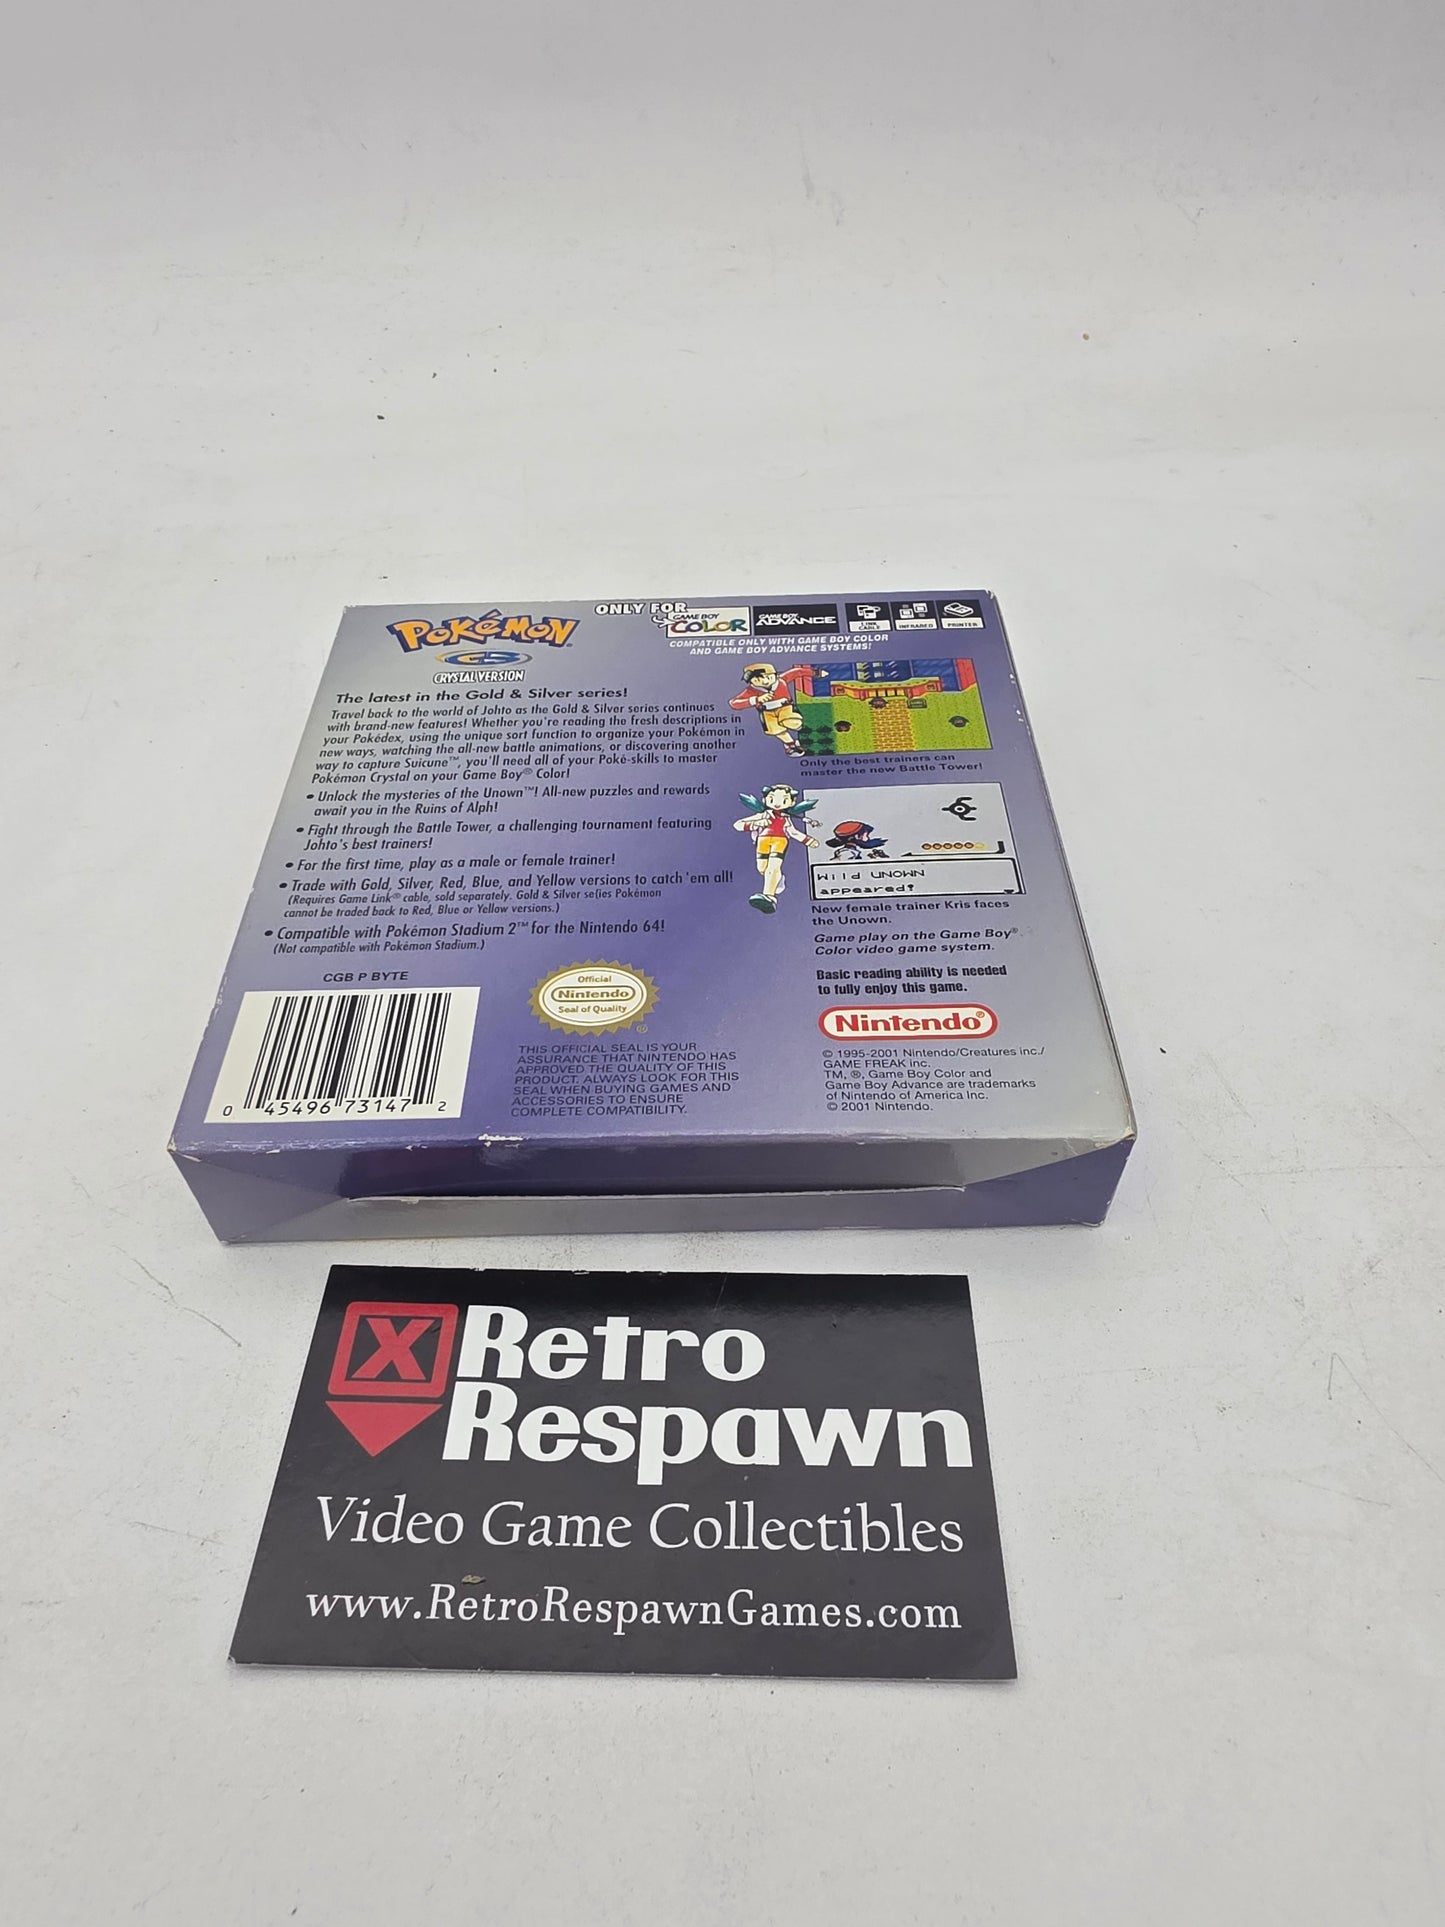 POKéMON
CRYSTAL VERSION
ONLY FOR
GAME BOY
COLOR
GAME BOY
ADVANCE
LINK
CABLE
INFRARED
PRINTER
COMPATIBLE ONLY WITH GAME BOY COLOR
AND GAME BOY ADVANCE SYSTEMS!
The latest in the Gold & Silver series!
Travel back to the world of Johto as the Gold & Silver series continues
with brand-new features! Whether you're reading the fresh descriptions in
your Pokédex, using the unique sort function to organize your Pokémon in
new ways, watching the all-new battle animations, or discovering another
way to capture Suicune™, you'll need all of your Poké-skills to master
Pokémon Crystal on your Game Boy® Color!
• Unlock the mysteries of the Unown™! All-new puzzles and rewards
await you in the Ruins of Alph!
• Fight through the Battle Tower, a challenging tournament featuring
Johto's best trainers!
• For the first time, play as a male or female trainer!
• Trade with Gold, Silver, Red, Blue, and Yellow versions to catch 'em all!
(Requires Game Link® cable, sold separately. Gold & Silver series Pokémon
cannot be traded back to Red, Blue or Yellow versions.)
• Compatible with Pokémon Stadium 2™ for the Nintendo 64!
(Not compatible with Pokémon Stadium.)
Only the best trainers can
master the new Battle Tower!
Wild UNOWN
appeared!
New female trainer Kris faces
the Unown.
Game play on the Game Boy®
Color video game system.
Basic reading ability is needed
to fully enjoy this game.
CGB P BYTE
0 45496 73147 2
Official
Nintendo
Seal of Quality
®
THIS OFFICIAL SEAL IS YOUR
ASSURANCE THAT NINTENDO HAS
APPROVED THE QUALITY OF THIS
PRODUCT. ALWAYS LOOK FOR THIS
SEAL WHEN BUYING GAMES AND
ACCESSORIES TO ENSURE
COMPLETE COMPATIBILITY.
Nintendo®
© 1995-2001 Nintendo/Creatures inc./
GAME FREAK inc.
TM, ®, Game Boy Color and
Game Boy Advance are trademarks
of Nintendo of America Inc.
© 2001 Nintendo.
X Retro
Respawn
Video Game Collectibles
www.RetroRespawnGames.com